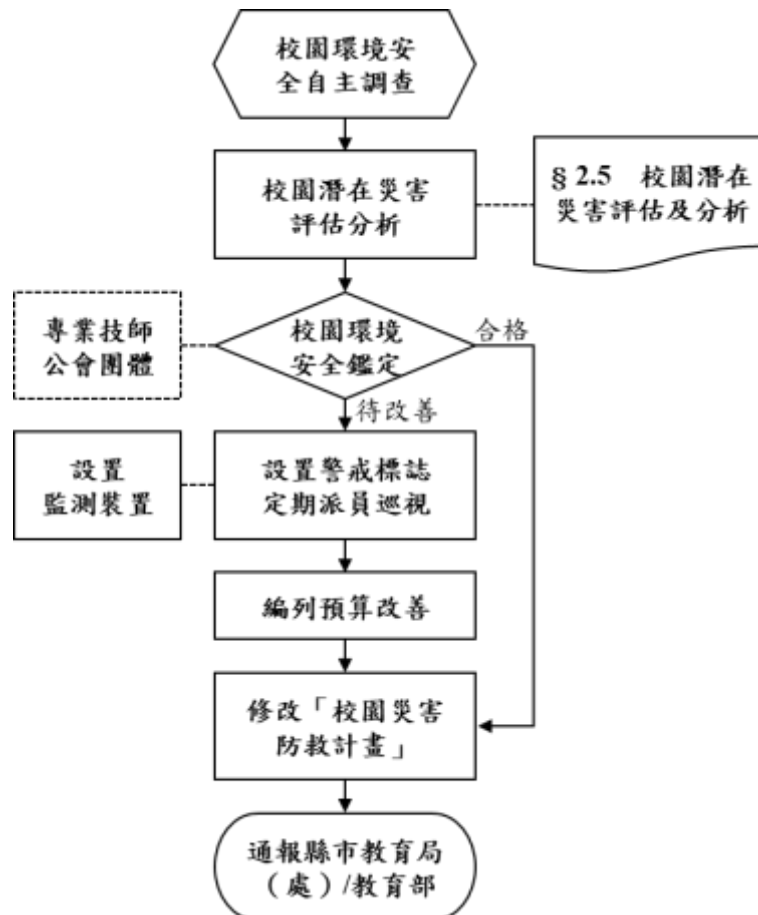 校園環境安
全自主調查
校園潛在災害
評估分析
§ 2.5 校園潛在
災害評估及分析
專業技師
公會團體
校園環境
安全鑑定
合格
待改善
設置
監測裝置
設置警戒標誌
定期派員巡視
編列預算改善
修改「校園災害
防救計畫」
通報縣市教育局
（處）/教育部